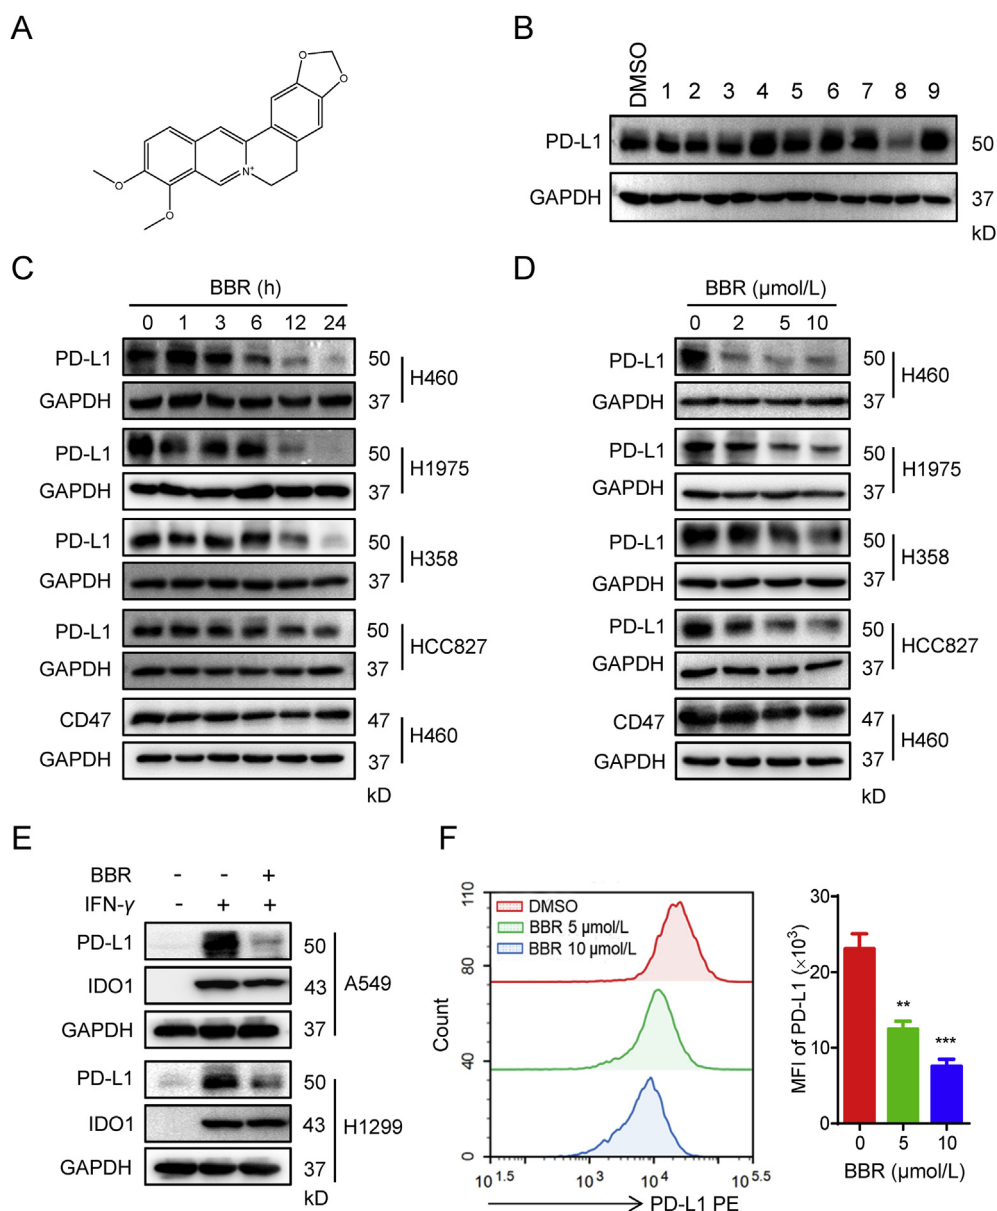 A
O
O
N⁺
O
O
B
DMSO 1 2 3 4 5 6 7 8 9
PD-L1 50
GAPDH 37
kD
C
BBR (h)
0 1 3 6 12 24
PD-L1 50
GAPDH 37
H460
PD-L1 50
GAPDH 37
H1975
PD-L1 50
GAPDH 37
H358
PD-L1 50
GAPDH 37
HCC827
CD47 47
GAPDH 37
H460
kD
D
BBR (μmol/L)
0 2 5 10
PD-L1 50
GAPDH 37
H460
PD-L1 50
GAPDH 37
H1975
PD-L1 50
GAPDH 37
H358
PD-L1 50
GAPDH 37
HCC827
CD47 47
GAPDH 37
H460
kD
E
BBR - - +
IFN-γ - + +
PD-L1 50
IDO1 43
GAPDH 37
A549
PD-L1 50
IDO1 43
GAPDH 37
H1299
kD
F
110
80
40
0
Count
DMSO
BBR 5 μmol/L
BBR 10 μmol/L
10^1.5 10^3 10^4 10^5.5
PD-L1 PE
30
20
10
0
MFI of PD-L1 (×10³)
**
***
0 5 10
BBR (μmol/L)